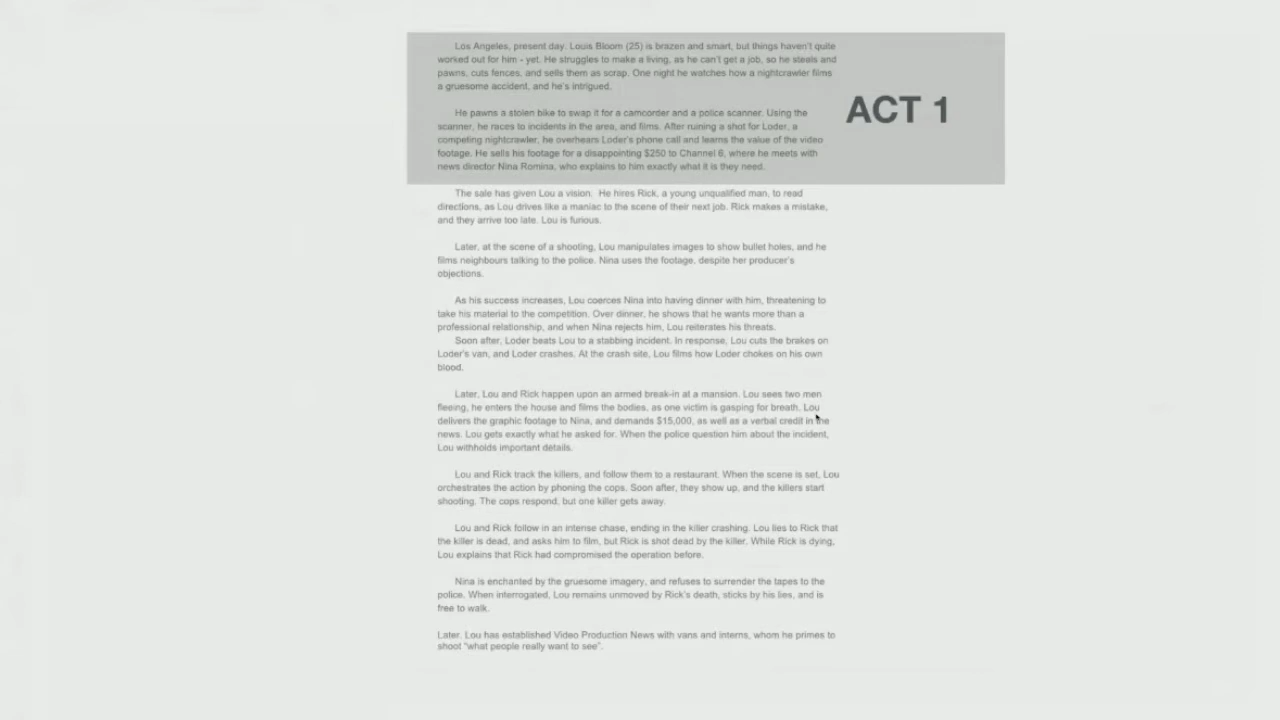 Los Angeles, present day. Louis Bloom (25) is brazen and smart, but things haven't quite
worked out for him - yet. He struggles to make a living, as he can't get a job, so he steels and
pawns, cuts fences, and sells them as scrap. One night he watches how a nightcrawler films
a gruesome accident, and he's intrigued.
He pawns a stolen bike to swap it for a camcorder and a police scanner. Using the
scanner, he races to incidents in the area, and films. After ruining a shot for Loder, a
competing nightcrawler, he overhears Loder's phone call and learns the value of the video
footage. He sells his footage for a disappointing $250 to Channel 6, where he meets with
news director Nina Romina, who explains to him exactly what it is they need.
ACT 1
The sale has given Lou a vision. He hires Rick, a young unqualified man, to read
directions, as Lou drives like a maniac to the scene of their next job. Rick makes a mistake,
and they arrive too late. Lou is furious.
Later, at the scene of a shooting, Lou manipulates images to show bullet holes, and he
films neighbours talking to the police. Nina uses the footage, despite her producer's
objections.
As his success increases, Lou coerces Nina into having dinner with him, threatening to
take his material to the competition. Over dinner, he shows that he wants more than a
professional relationship, and when Nina rejects him, Lou reiterates his threats.
Soon after, Loder beats Lou to a stabbing incident. In response, Lou cuts the brakes on
Loder's van, and Loder crashes. At the crash site, Lou films how Loder chokes on his own
blood.
Later, Lou and Rick happen upon an armed break-in at a mansion. Lou sees two men
fleeing, he enters the house and films the bodies, as one victim is gasping for breath. Lou
delivers the graphic footage to Nina, and demands $15,000, as well as a verbal credit in the
news. Lou gets exactly what he asked for. When the police question him about the incident,
Lou withholds important details.
Lou and Rick track the killers, and follow them to a restaurant. When the scene is set, Lou
orchestrates the action by phoning the cops. Soon after, they show up, and the killers start
shooting. The cops respond, but one killer gets away.
Lou and Rick follow in an intense chase, ending in the killer crashing. Lou lies to Rick that
the killer is dead, and asks him to film, but Rick is shot dead by the killer. While Rick is dying,
Lou explains that Rick had compromised the operation before.
Nina is enchanted by the gruesome imagery, and refuses to surrender the tapes to the
police. When interrogated, Lou remains unmoved by Rick's death, sticks by his lies, and is
free to walk.
Later. Lou has established Video Production News with vans and interns, whom he primes to
shoot "what people really want to see".